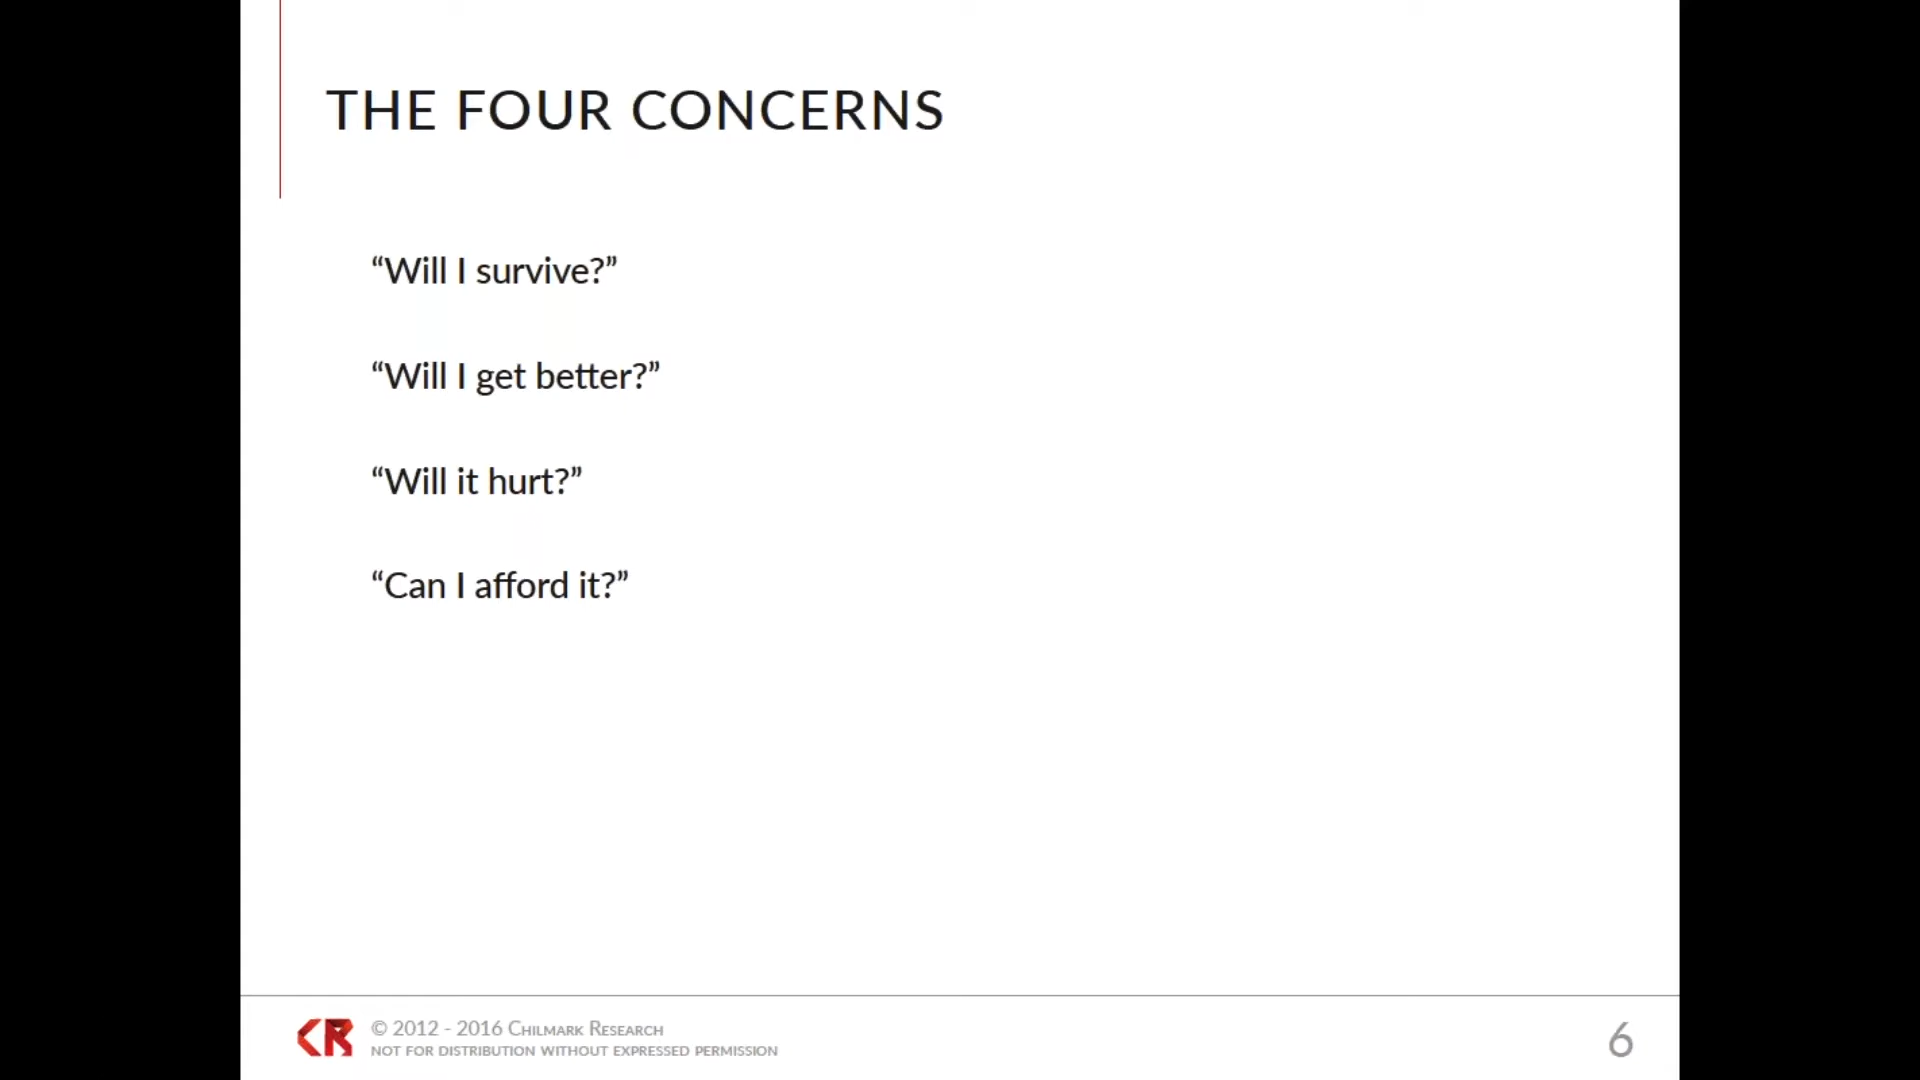 THE FOUR CONCERNS
“Will I survive?”
“Will I get better?”
“Will it hurt?”
“Can I afford it?”
CR
© 2012 - 2016 CHILMARK RESEARCH
NOT FOR DISTRIBUTION WITHOUT EXPRESSED PERMISSION
6